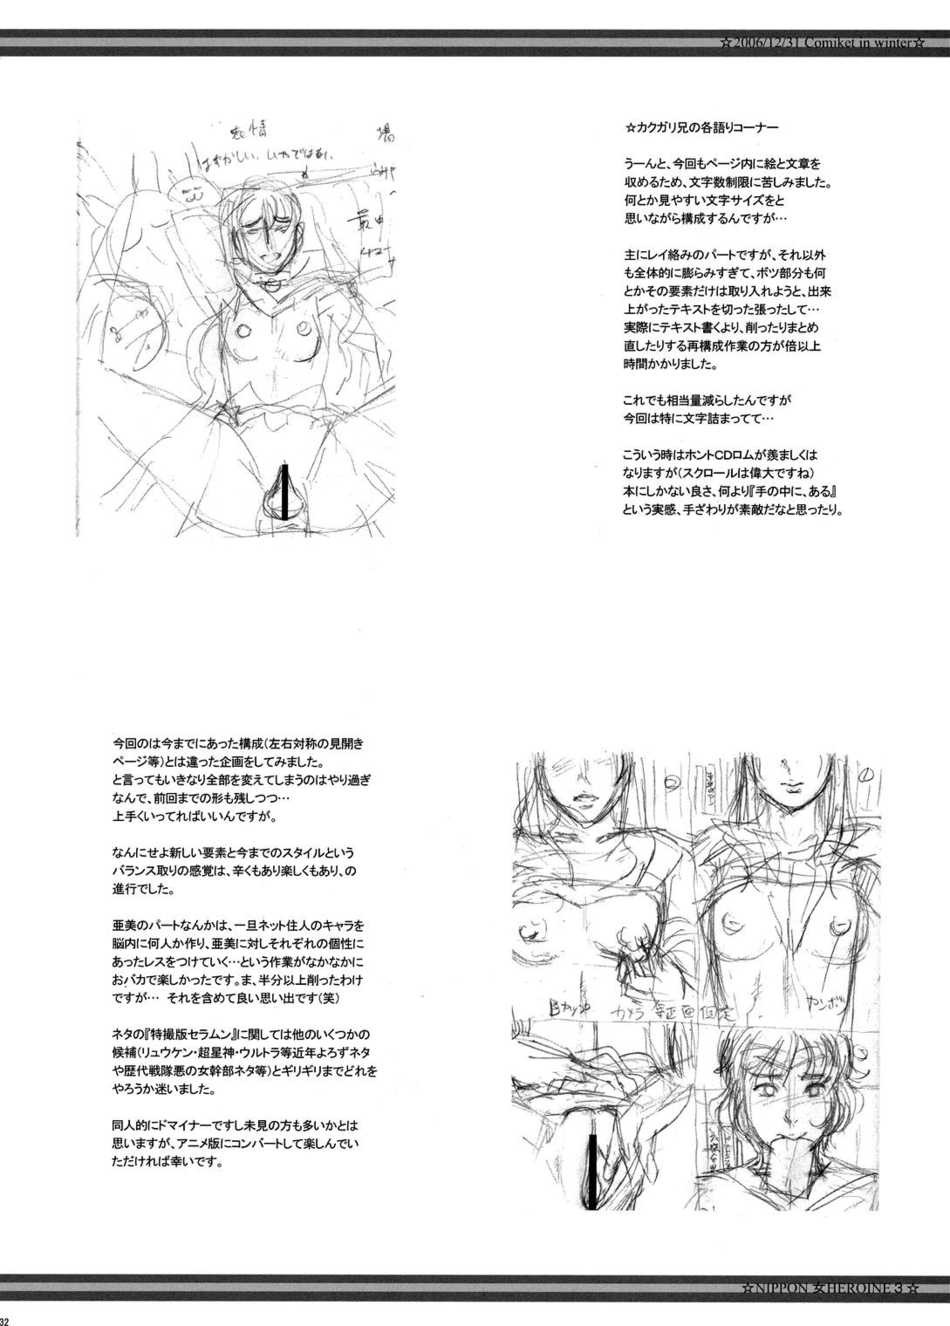 ☆2006/12/31 Comiket in winter☆
☆カクガリ兄の各語りコーナー
うーんと、今回もページ内に絵と文章を
収めるため、文字数制限に苦しみました。
何とか見やすい文字サイズをと
思いながら構成するんですが…
主にレイ絡みのパートですが、それ以外
も全体的に膨らみすぎて、ボツ部分も何
とかその要素だけは取り入れようと、出来
上がったテキストを切った張ったして…
実際にテキスト書くより、削ったりまとめ
直したりする再構成作業の方が倍以上
時間かかりました。
これでも相当量減らしたんですが
今回は特に文字詰まってて…
こういう時はホントCDロムが羨ましくは
なりますが(スクロールは偉大ですね)
本にしかない良さ、何より『手の中に、ある』
という実感、手ざわりが素敵だなと思ったり。
今回のは今までにあった構成(左右対称の見開き
ページ等)とは違った企画をしてみました。
と言ってもいきなり全部を変えてしまうのはやり過ぎ
なんで、前回までの形も残しつつ…
上手くいってればいいんですが。
なんにせよ新しい要素と今までのスタイルという
バランス取りの感覚は、辛くもあり楽しくもあり、の
進行でした。
亜美のパートなんかは、一旦ネット住人のキャラを
脳内に何人か作り、亜美に対しそれぞれの個性に
あったレスをつけていく…という作業がなかなかに
おバカで楽しかったです。ま、半分以上削ったわけ
ですが… それを含めて良い思い出です(笑)
ネタの『特撮版セラムン』に関しては他のいくつかの
候補(リュウケン・超星神・ウルトラ等近年よろずネタ
や歴代戦隊悪の女幹部ネタ等)とギリギリまでどれを
やろうか迷いました。
同人的にドマイナーですし未見の方も多いかとは
思いますが、アニメ版にコンバートして楽しんでい
ただければ幸いです。
☆NIPPON 女HEROINE３☆
32